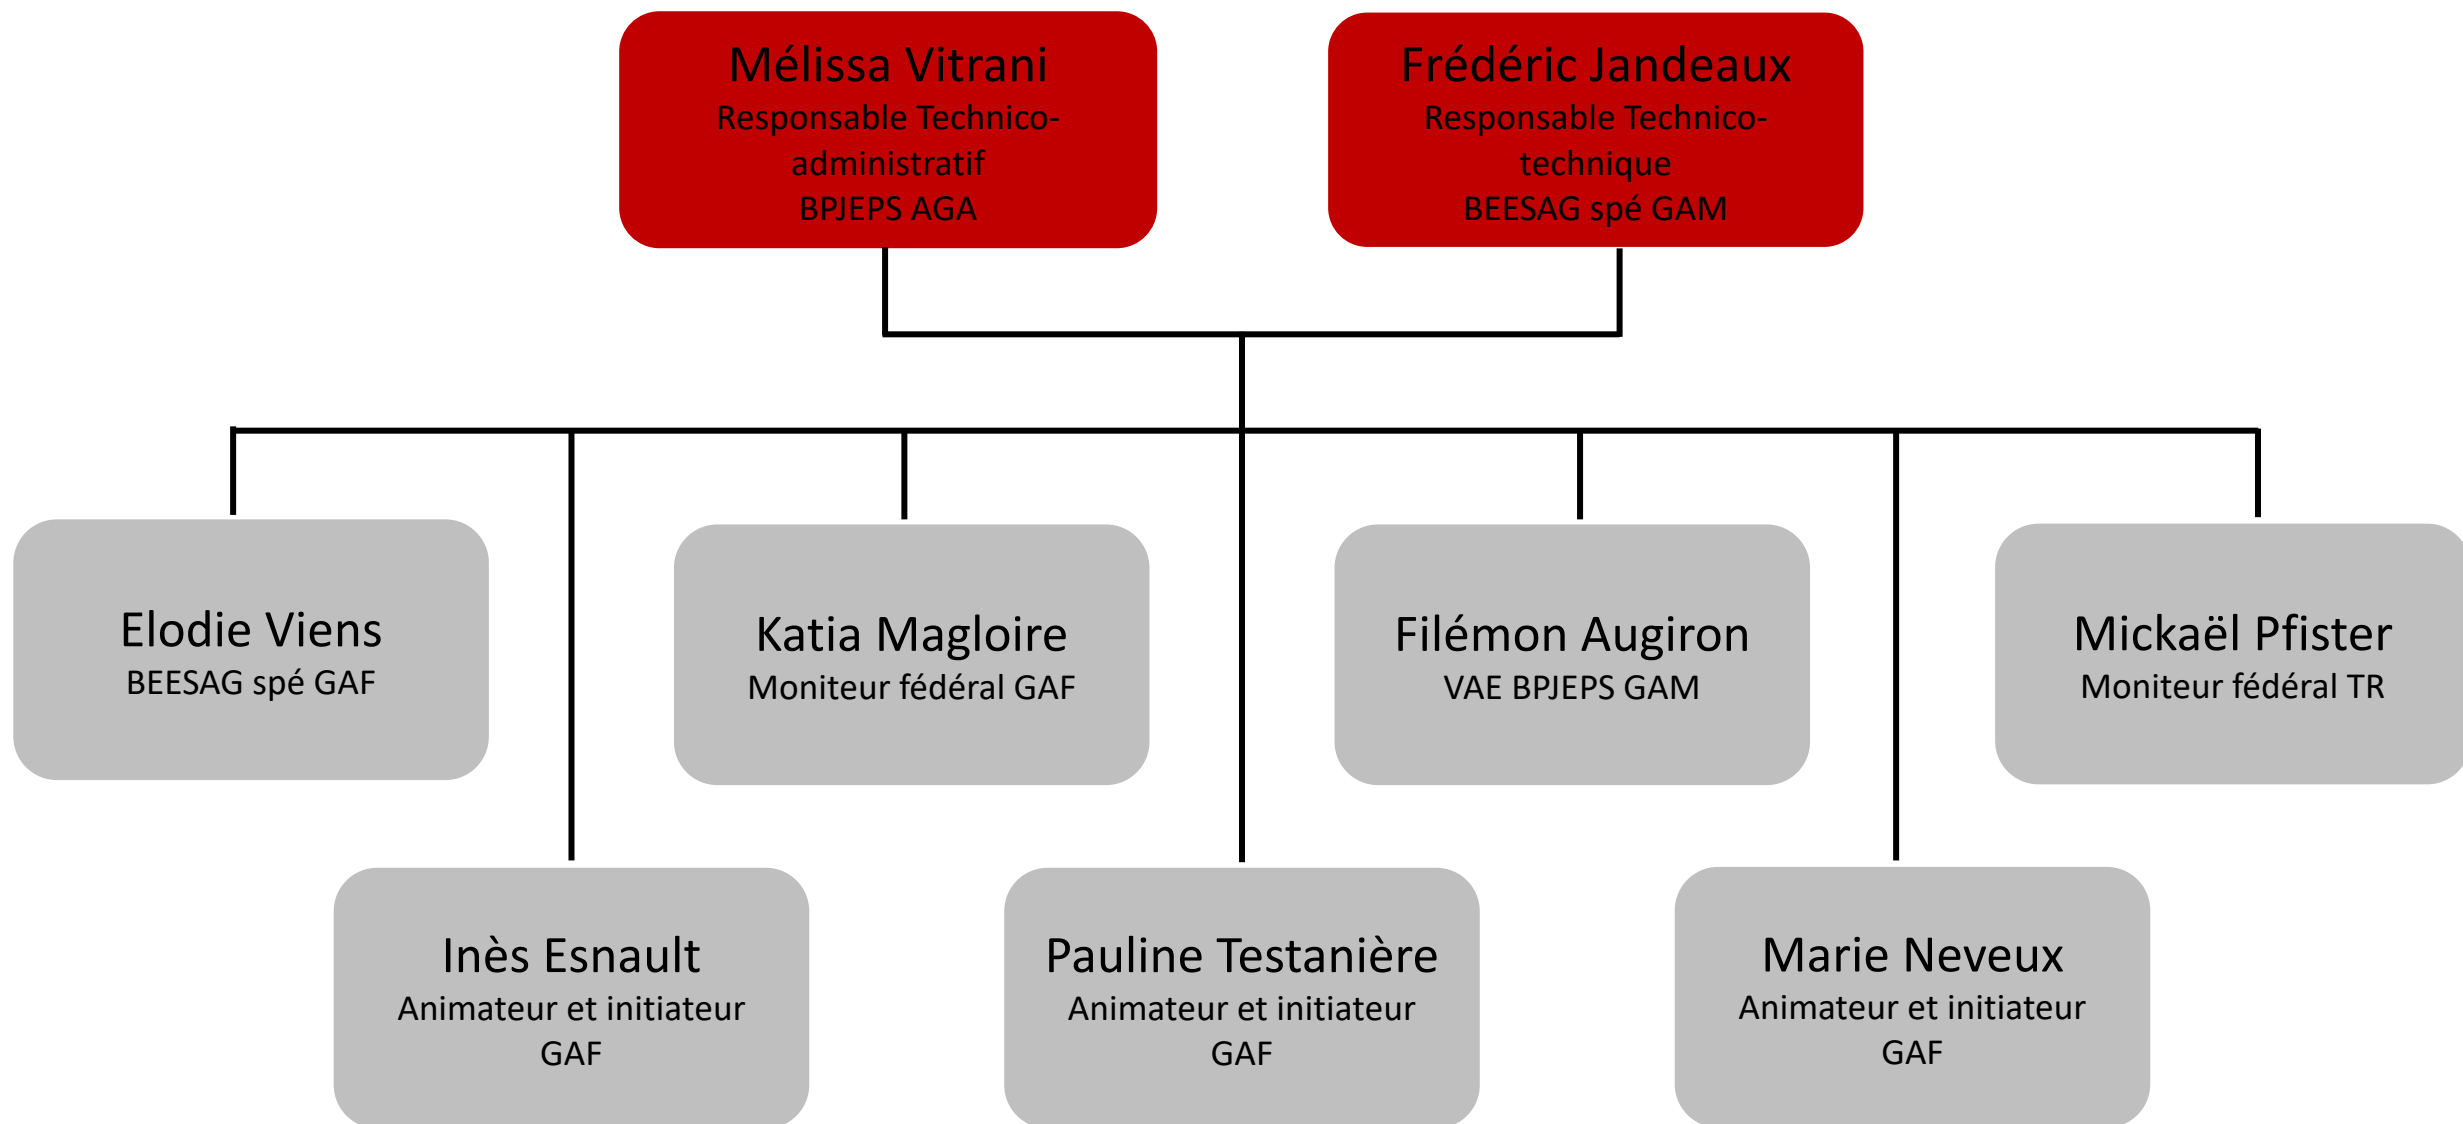 Mélissa Vitrani
Responsable Technico-
administratif
BPJEPS AGA
Frédéric Jandeaux
Responsable Technico-
technique
BEESAG spé GAM
Elodie Viens
BEESAG spé GAF
Katia Magloire
Moniteur fédéral GAF
Filémon Augiron
VAE BPJEPS GAM
Mickaël Pfister
Moniteur fédéral TR
Inès Esnault
Animateur et initiateur
GAF
Pauline Testanière
Animateur et initiateur
GAF
Marie Neveux
Animateur et initiateur
GAF